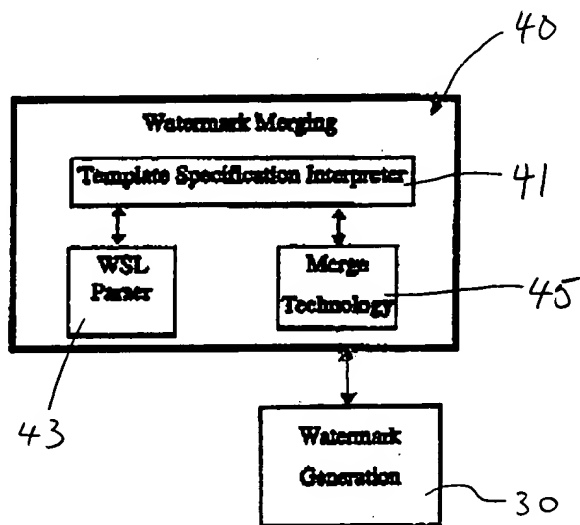 40
Watermark Merging
Template Specification Interpreter
41
WSL
Parser
Merge
Technology
45
43
Watermark
Generation
30